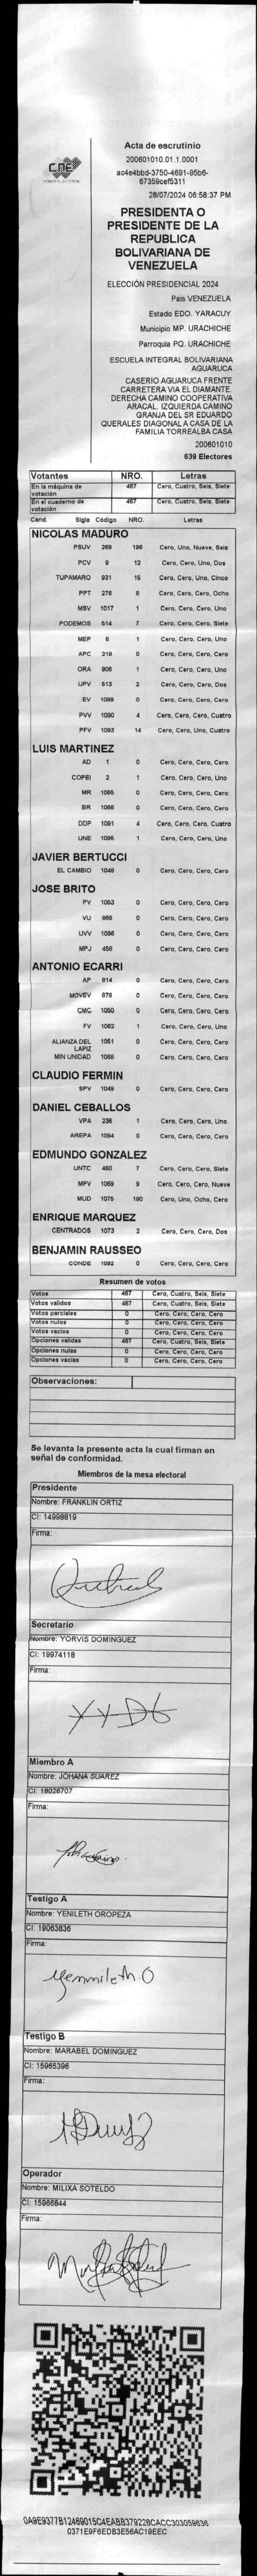 CNE
Acta de escrutinio
200601010.01.1.0001
ac4e4bbd-3750-4691-95b6-
67359cef5311
28/07/2024 06:58:37 PM
PRESIDENTA O
PRESIDENTE DE LA
REPUBLICA
BOLIVARIANA DE
VENEZUELA
ELECCIÓN PRESIDENCIAL 2024
Pais VENEZUELA
Estado EDO. YARACUY
Municipio MP. URACHICHE
Parroquia PQ. URACHICHE
ESCUELA INTEGRAL BOLIVARIANA
AGUARUCA
CASERIO AGUARUCA FRENTE
CARRETERA VIA EL DIAMANTE.
DERECHA CAMINO COOPERATIVA
ARACAL. IZQUIERDA CAMINO
GRANJA DEL SR EDUARDO
QUERALES DIAGONAL A CASA DE LA
FAMILIA TORREALBA CASA
200601010
639 Electores
Votantes NRO. Letras
En la máquina de votación 467 Cero, Cuatro, Seis, Siete
En el cuaderno de votación 467 Cero, Cuatro, Seis, Siete
Cand. Sigla Código NRO. Letras
NICOLAS MADURO
PSUV 269 196 Cero, Uno, Nueve, Seis
PCV 9 12 Cero, Cero, Uno, Dos
TUPAMARO 931 15 Cero, Cero, Uno, Cinco
PPT 276 8 Cero, Cero, Cero, Ocho
MSV 1017 1 Cero, Cero, Cero, Uno
PODEMOS 514 7 Cero, Cero, Cero, Siete
MEP 6 1 Cero, Cero, Cero, Uno
APC 219 0 Cero, Cero, Cero, Cero
ORA 906 1 Cero, Cero, Cero, Uno
UPV 513 2 Cero, Cero, Cero, Dos
EV 1089 0 Cero, Cero, Cero, Cero
PVV 1090 4 Cero, Cero, Cero, Cuatro
PFV 1093 14 Cero, Cero, Uno, Cuatro
LUIS MARTINEZ
AD 1 0 Cero, Cero, Cero, Cero
COPEI 2 1 Cero, Cero, Cero, Uno
MR 1065 0 Cero, Cero, Cero, Cero
BR 1066 0 Cero, Cero, Cero, Cero
DDP 1091 4 Cero, Cero, Cero, Cuatro
UNE 1095 1 Cero, Cero, Cero, Uno
JAVIER BERTUCCI
EL CAMBIO 1048 0 Cero, Cero, Cero, Cero
JOSE BRITO
PV 1053 0 Cero, Cero, Cero, Cero
VU 868 0 Cero, Cero, Cero, Cero
UVV 1096 0 Cero, Cero, Cero, Cero
MPJ 458 0 Cero, Cero, Cero, Cero
ANTONIO ECARRI
AP 814 0 Cero, Cero, Cero, Cero
MOVEV 978 0 Cero, Cero, Cero, Cero
CMC 1050 0 Cero, Cero, Cero, Cero
FV 1062 1 Cero, Cero, Cero, Uno
ALIANZA DEL LAPIZ 1051 0 Cero, Cero, Cero, Cero
MIN UNIDAD 1088 0 Cero, Cero, Cero, Cero
CLAUDIO FERMIN
SPV 1049 0 Cero, Cero, Cero, Cero
DANIEL CEBALLOS
VPA 236 1 Cero, Cero, Cero, Uno
AREPA 1094 0 Cero, Cero, Cero, Cero
EDMUNDO GONZALEZ
UNTC 460 7 Cero, Cero, Cero, Siete
MPV 1069 9 Cero, Cero, Cero, Nueve
MUD 1075 180 Cero, Uno, Ocho, Cero
ENRIQUE MARQUEZ
CENTRADOS 1073 2 Cero, Cero, Cero, Dos
BENJAMIN RAUSSEO
CONDE 1092 0 Cero, Cero, Cero, Cero
Resumen de votos
Votos 467 Cero, Cuatro, Seis, Siete
Votos validos 467 Cero, Cuatro, Seis, Siete
Votos parciales 0 Cero, Cero, Cero, Cero
Votos nulos 0 Cero, Cero, Cero, Cero
Votos vacios 0 Cero, Cero, Cero, Cero
Opciones validas 467 Cero, Cuatro, Seis, Siete
Opciones nulas 0 Cero, Cero, Cero, Cero
Opciones vacias 0 Cero, Cero, Cero, Cero
Observaciones:
Se levanta la presente acta la cual firman en
señal de conformidad.
Miembros de la mesa electoral
Presidente
Nombre: FRANKLIN ORTIZ
CI: 14998819
Firma:
Secretario
Nombre: YORVIS DOMINGUEZ
CI: 19974118
Firma:
Miembro A
Nombre: JOHANA SUAREZ
CI: 18026707
Firma:
Testigo A
Nombre: YENILETH OROPEZA
CI: 19063836
Firma:
Yennileth O
Testigo B
Nombre: MARABEL DOMINGUEZ
CI: 15965396
Firma:
Operador
Nombre: MILIXA SOTELDO
CI: 15966844
Firma:
0A9E9377B12469015C4EABB379228CACC303059636
0371E9F6EDB3E56AC19EEC